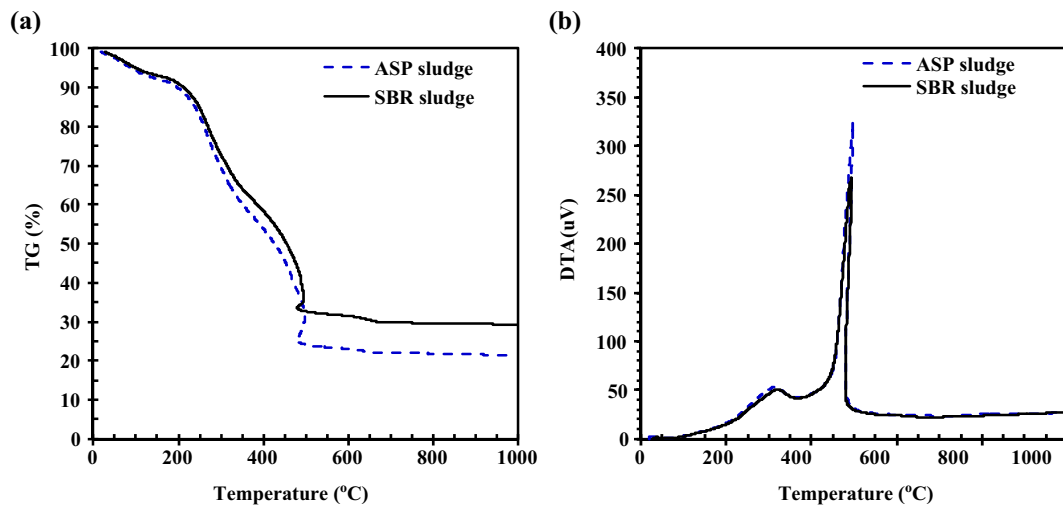 (a)
100
90
80
70
60
50
40
30
20
10
0
TG (%)
0 200 400 600 800 1000
Temperature (°C)
ASP sludge
SBR sludge
(b)
400
350
300
250
200
150
100
50
0
DTA(uV)
0 200 400 600 800 1000
Temperature (°C)
ASP sludge
SBR sludge